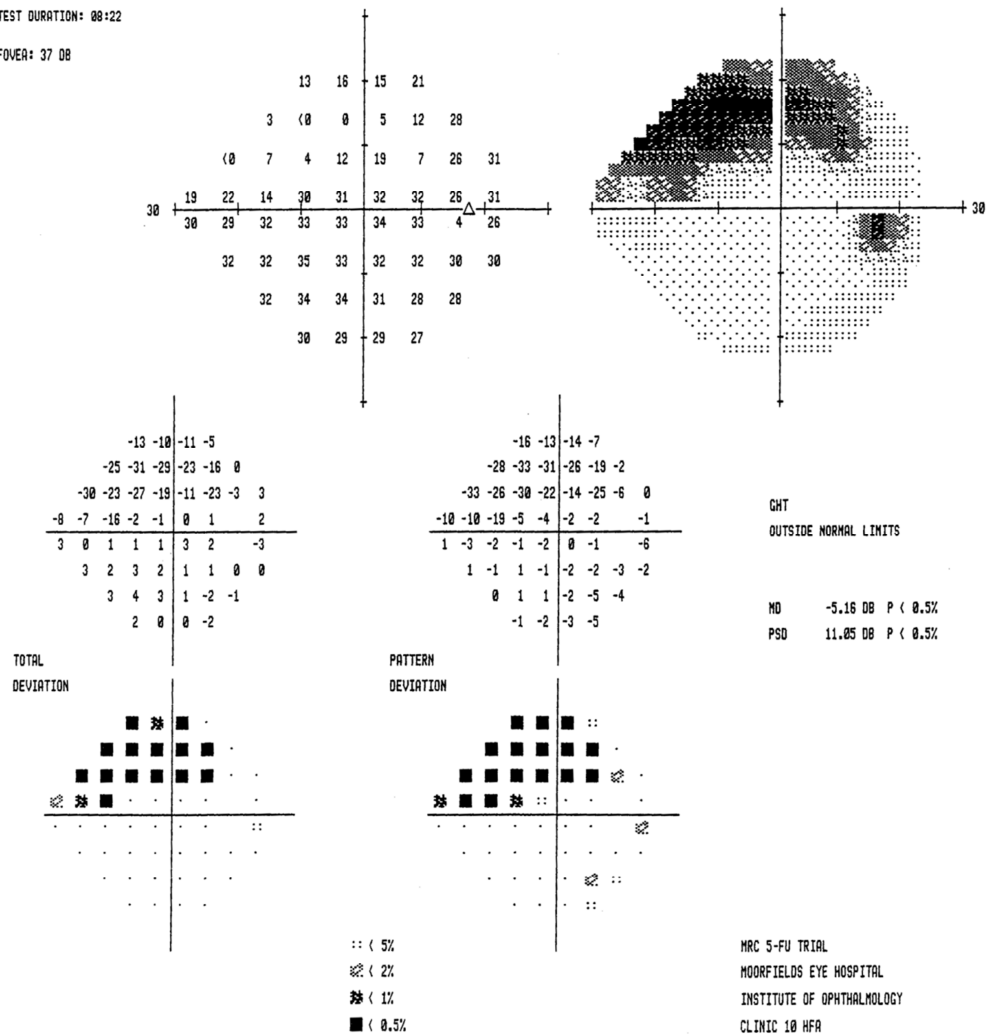 TEST DURATION: 08:22
FOVEA: 37 DB
13 16 15 21
3 <0 0 5 12 28
<0 7 4 12 19 7 26 31
19 22 14 30 31 32 32 26 31
30 30
30 29 32 33 33 34 33 4 26
32 32 35 33 32 32 30 30
32 34 34 31 28 28
30 29 29 27
-13 -10 -11 -5 -16 -13 -14 -7
-25 -31 -29 -23 -16 0 -28 -33 -31 -26 -19 -2
-30 -23 -27 -19 -11 -23 -3 3 -33 -26 -30 -22 -14 -25 -6 0
GHT
-8 -7 -16 -2 -1 0 1 2 -10 -10 -19 -5 -4 -2 -2 -1
OUTSIDE NORMAL LIMITS
3 0 1 1 1 3 2 -3 1 -3 -2 -1 -2 0 -1 -6
3 2 3 2 1 1 0 0 1 -1 1 -1 -2 -2 -3 -2
3 4 3 1 -2 -1 0 1 1 -2 -5 -4
MD -5.16 DB P < 0.5%
2 0 0 -2 -1 -2 -3 -5
PSD 11.05 DB P < 0.5%
TOTAL
DEVIATION
PATTERN
DEVIATION
< 5%
< 2%
< 1%
< 0.5%
MRC 5-FU TRIAL
MOORFIELDS EYE HOSPITAL
INSTITUTE OF OPHTHALMOLOGY
CLINIC 10 HFA